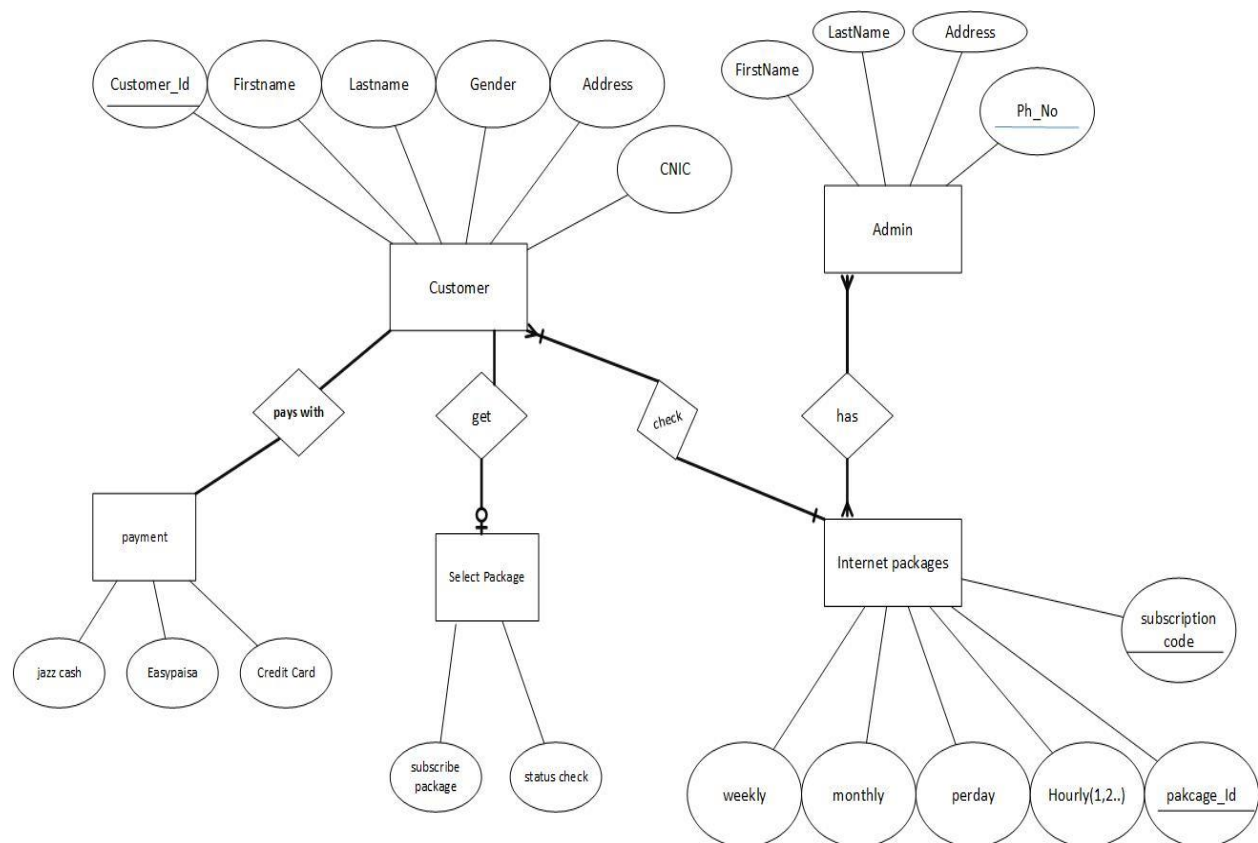 LastName
Address
FirstName
Customer_Id
Firstname
Lastname
Gender
Address
Ph_No
CNIC
Admin
Customer
pays with
get
check
has
payment
Select Package
Internet packages
subscription
code
jazz cash
Easypaisa
Credit Card
subscribe
package
status check
weekly
monthly
perday
Hourly(1,2..)
pakcage_Id